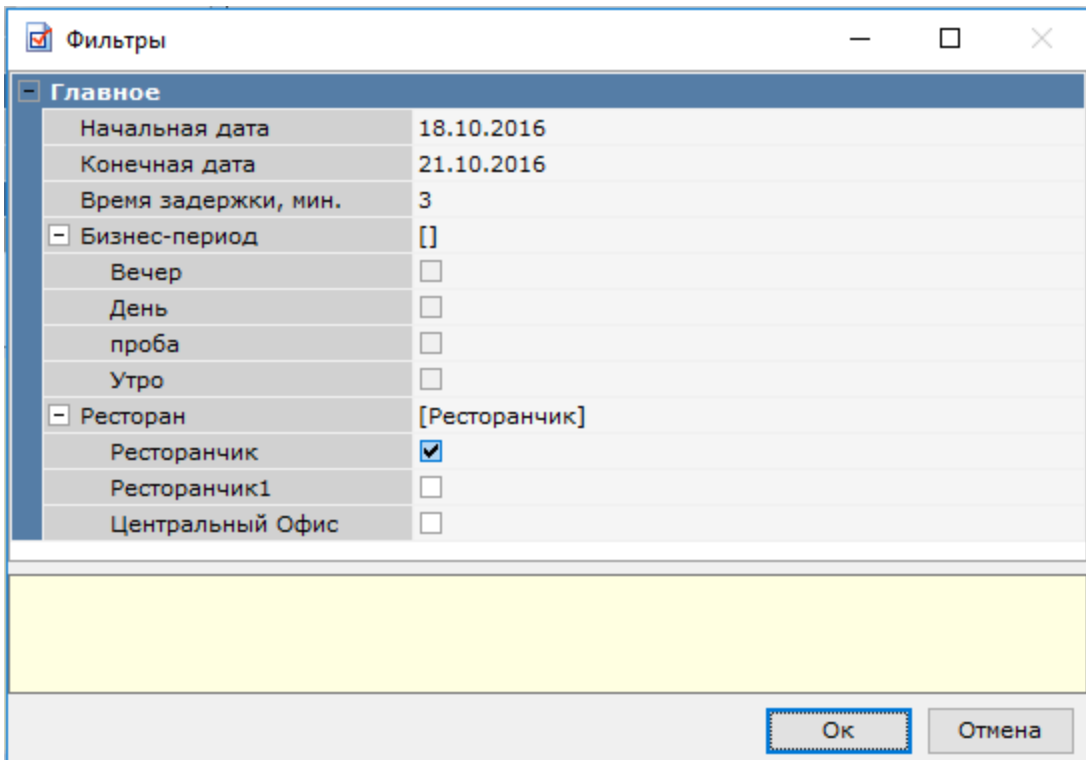 Фильтры
Главное
Начальная дата 18.10.2016
Конечная дата 21.10.2016
Время задержки, мин. 3
Бизнес-период []
Вечер
День
проба
Утро
Ресторан [Ресторанчик]
Ресторанчик
Ресторанчик1
Центральный Офис
Ок Отмена